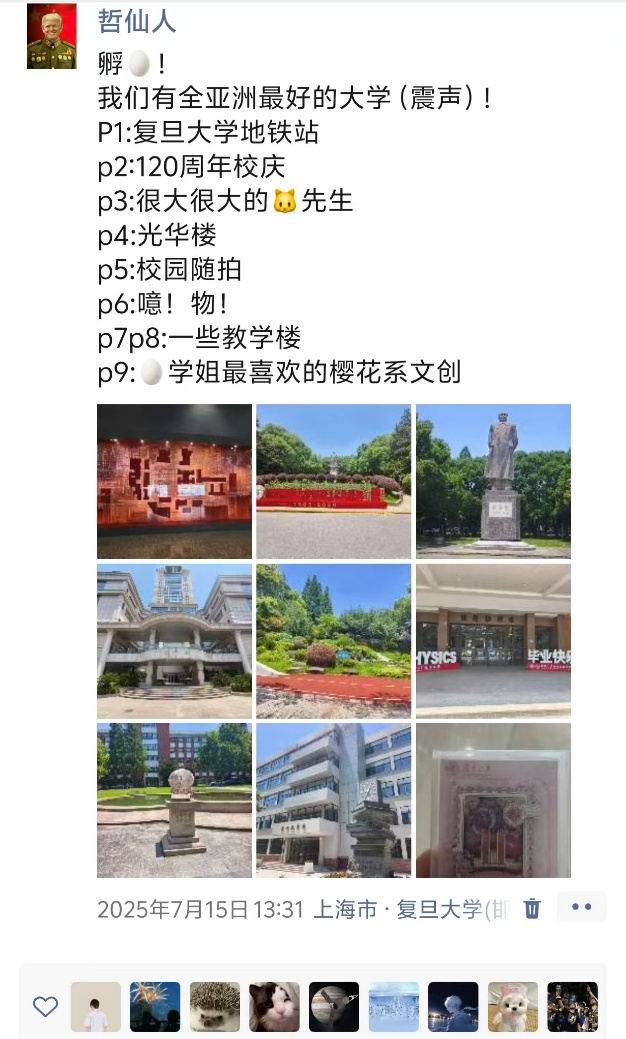 哲仙人
孵🥚！
我们有全亚洲最好的大学（震声）！
P1:复旦大学地铁站
p2:120周年校庆
p3:很大很大的🐱先生
p4:光华楼
p5:校园随拍
p6:噫！物！
p7p8:一些教学楼
p9:🥚学姐最喜欢的樱花系文创
HYSICS
毕业快乐
2025年7月15日 13:31 上海市 · 复旦大学(邯